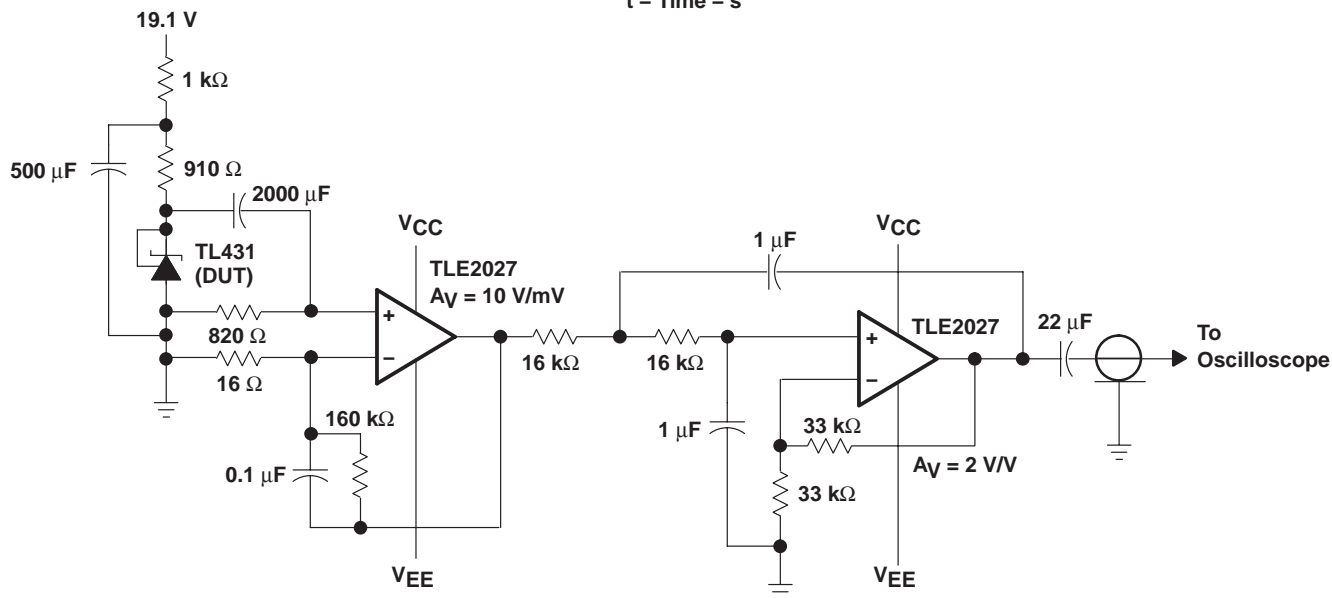 t – Time – s
19.1 V
1 kΩ
500 μF
910 Ω
2000 μF
TL431
(DUT)
820 Ω
16 Ω
VCC
TLE2027
AV = 10 V/mV
+
–
160 kΩ
0.1 μF
VEE
16 kΩ
16 kΩ
1 μF
1 μF
VCC
TLE2027
+
–
33 kΩ
33 kΩ
AV = 2 V/V
VEE
22 μF
To
Oscilloscope